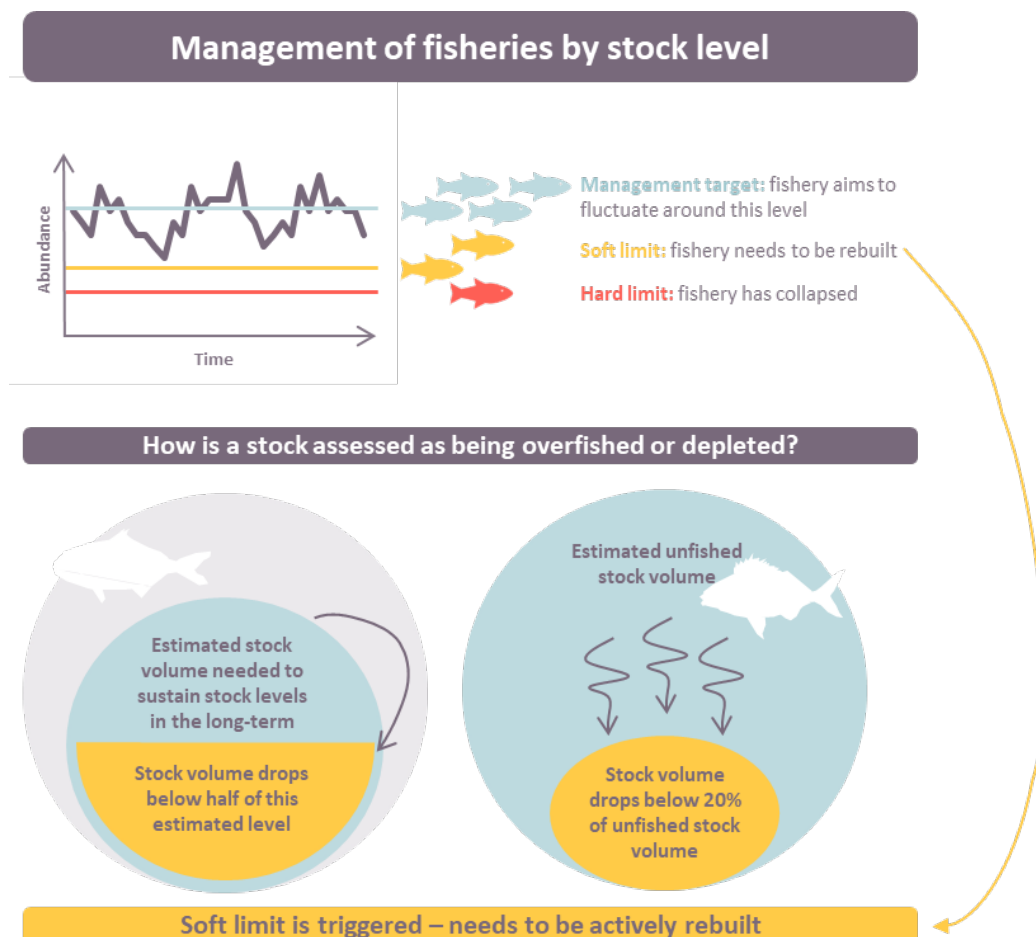 Management of fisheries by stock level
Abundance
Time
Management target: fishery aims to
fluctuate around this level
Soft limit: fishery needs to be rebuilt
Hard limit: fishery has collapsed
How is a stock assessed as being overfished or depleted?
Estimated stock
volume needed to
sustain stock levels
in the long-term
Stock volume drops
below half of this
estimated level
Estimated unfished
stock volume
Stock volume
drops below 20%
of unfished stock
volume
Soft limit is triggered – needs to be actively rebuilt